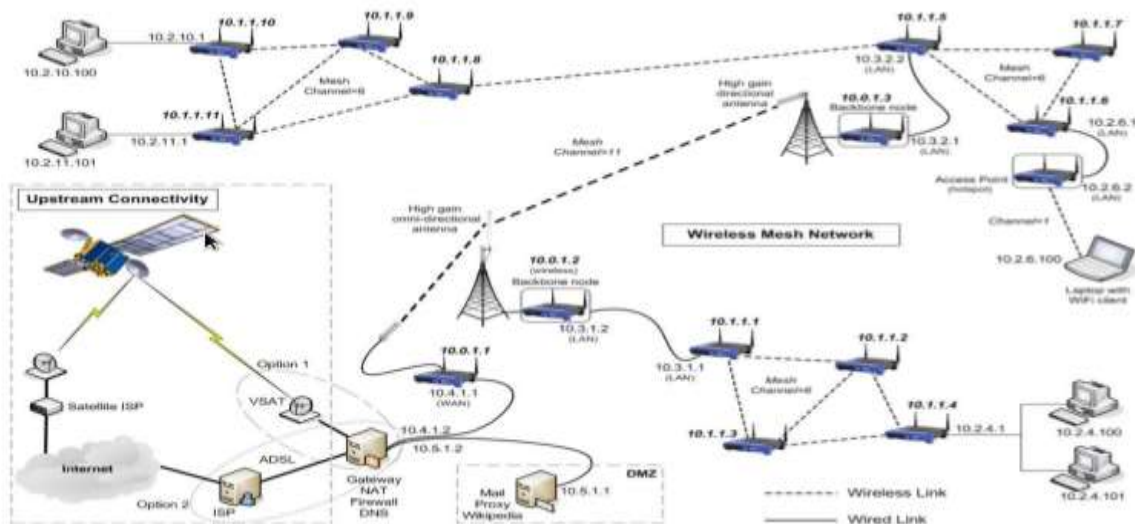 10.1.1.10
10.1.1.9
10.2.10.1
10.2.10.100
10.1.1.8
Mesh
Channel=6
10.1.1.11
10.2.11.1
10.2.11.101
10.1.1.5
10.3.2.2
(LAN)
10.1.1.7
Mesh
Channel=6
10.1.1.6
10.2.6.1
(LAN)
High gain
directional
antenna
10.0.1.3
Backbone node
10.3.2.1
(LAN)
Access Point
(hotspot)
10.2.6.2
(LAN)
Channel=1
10.2.6.100
Laptop with
WiFi client
Mesh
Channel=11
High gain
omni-directional
antenna
Wireless Mesh Network
10.0.1.2
(wireless)
Backbone node
10.3.1.2
(LAN)
Upstream Connectivity
Option 1
VSAT
Satellite ISP
Internet
ADSL
Option 2
ISP
Gateway
NAT
Firewall
DNS
10.0.1.1
10.4.1.1
(WAN)
10.4.1.2
10.5.1.2
DMZ
Mail
Proxy
Wikipedia
10.5.1.1
10.1.1.1
10.3.1.1
(LAN)
10.1.1.2
Mesh
Channel=6
10.1.1.3
10.1.1.4
10.2.4.1
10.2.4.100
10.2.4.101
Wireless Link
Wired Link